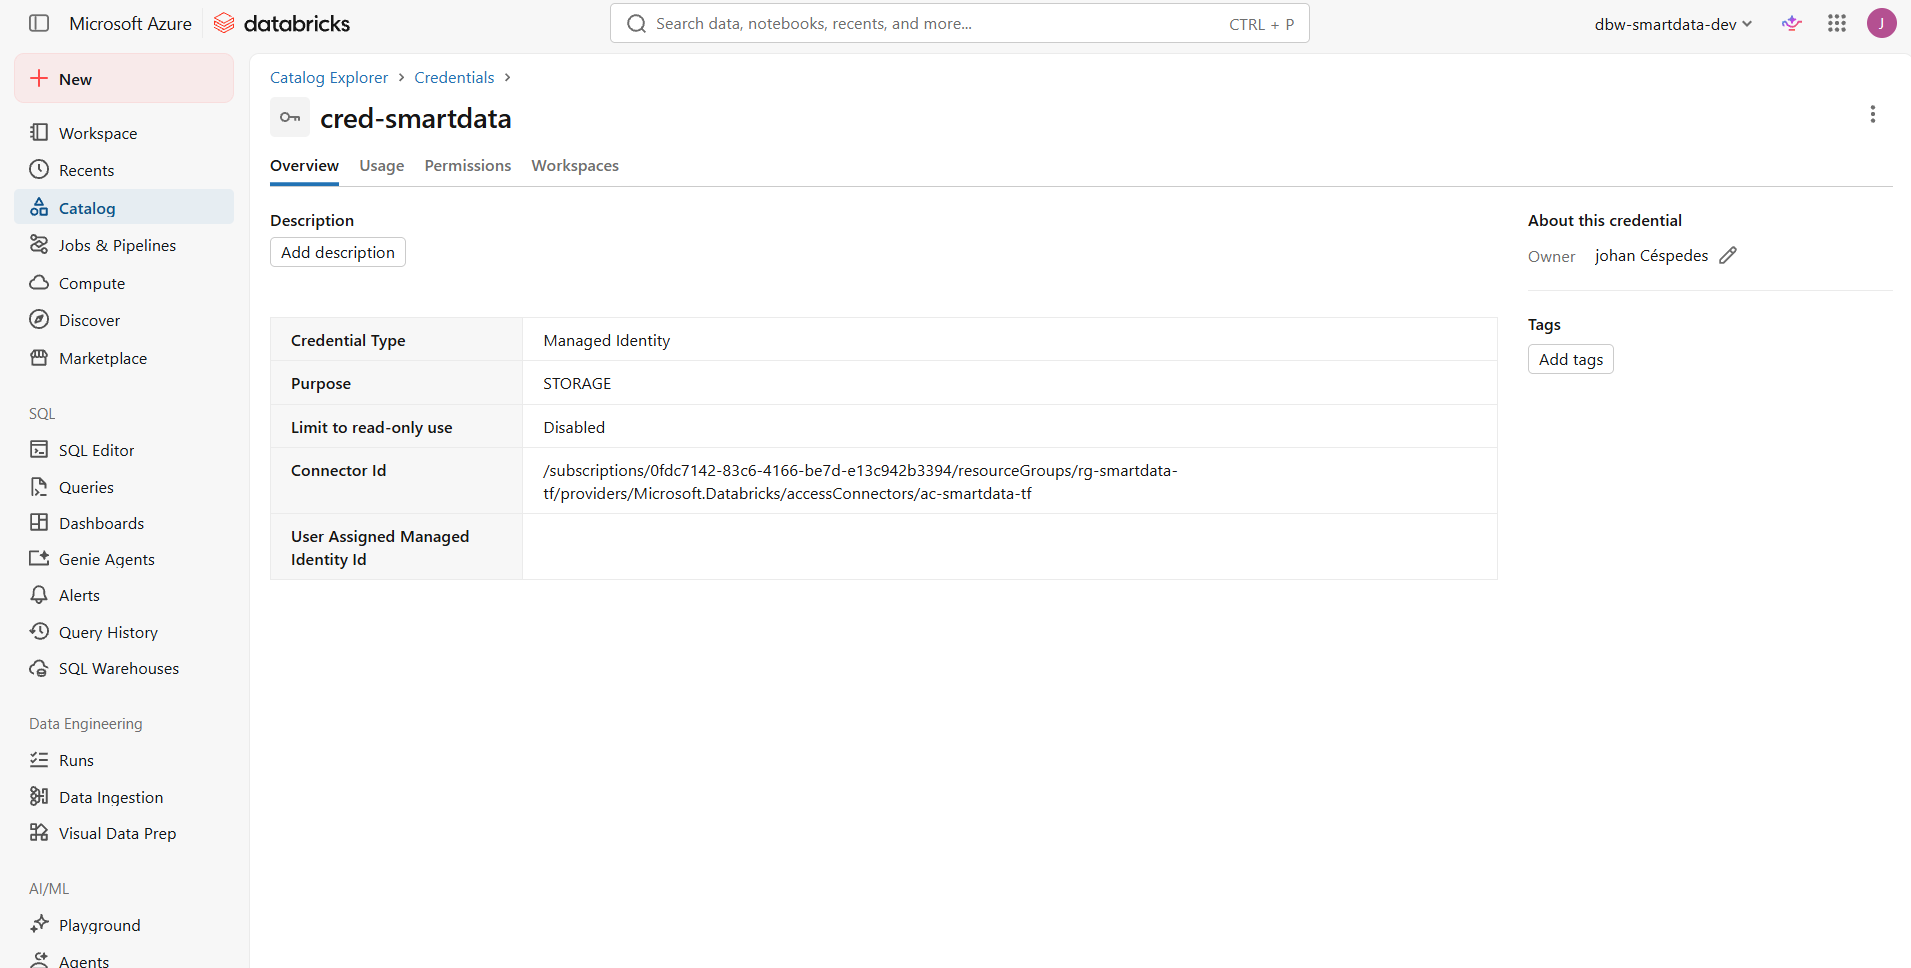 Microsoft Azure
databricks
Search data, notebooks, recents, and more...
CTRL + P
dbw-smartdata-dev
J
New
Workspace
Recents
Catalog
Jobs & Pipelines
Compute
Discover
Marketplace
SQL
SQL Editor
Queries
Dashboards
Genie Agents
Alerts
Query History
SQL Warehouses
Data Engineering
Runs
Data Ingestion
Visual Data Prep
AI/ML
Playground
Agents
Catalog Explorer > Credentials >
cred-smartdata
Overview Usage Permissions Workspaces
Description
Add description
Credential Type Managed Identity
Purpose STORAGE
Limit to read-only use Disabled
Connector Id /subscriptions/0fdc7142-83c6-4166-be7d-e13c942b3394/resourceGroups/rg-smartdata-
tf/providers/Microsoft.Databricks/accessConnectors/ac-smartdata-tf
User Assigned Managed
Identity Id
About this credential
Owner johan Céspedes
Tags
Add tags